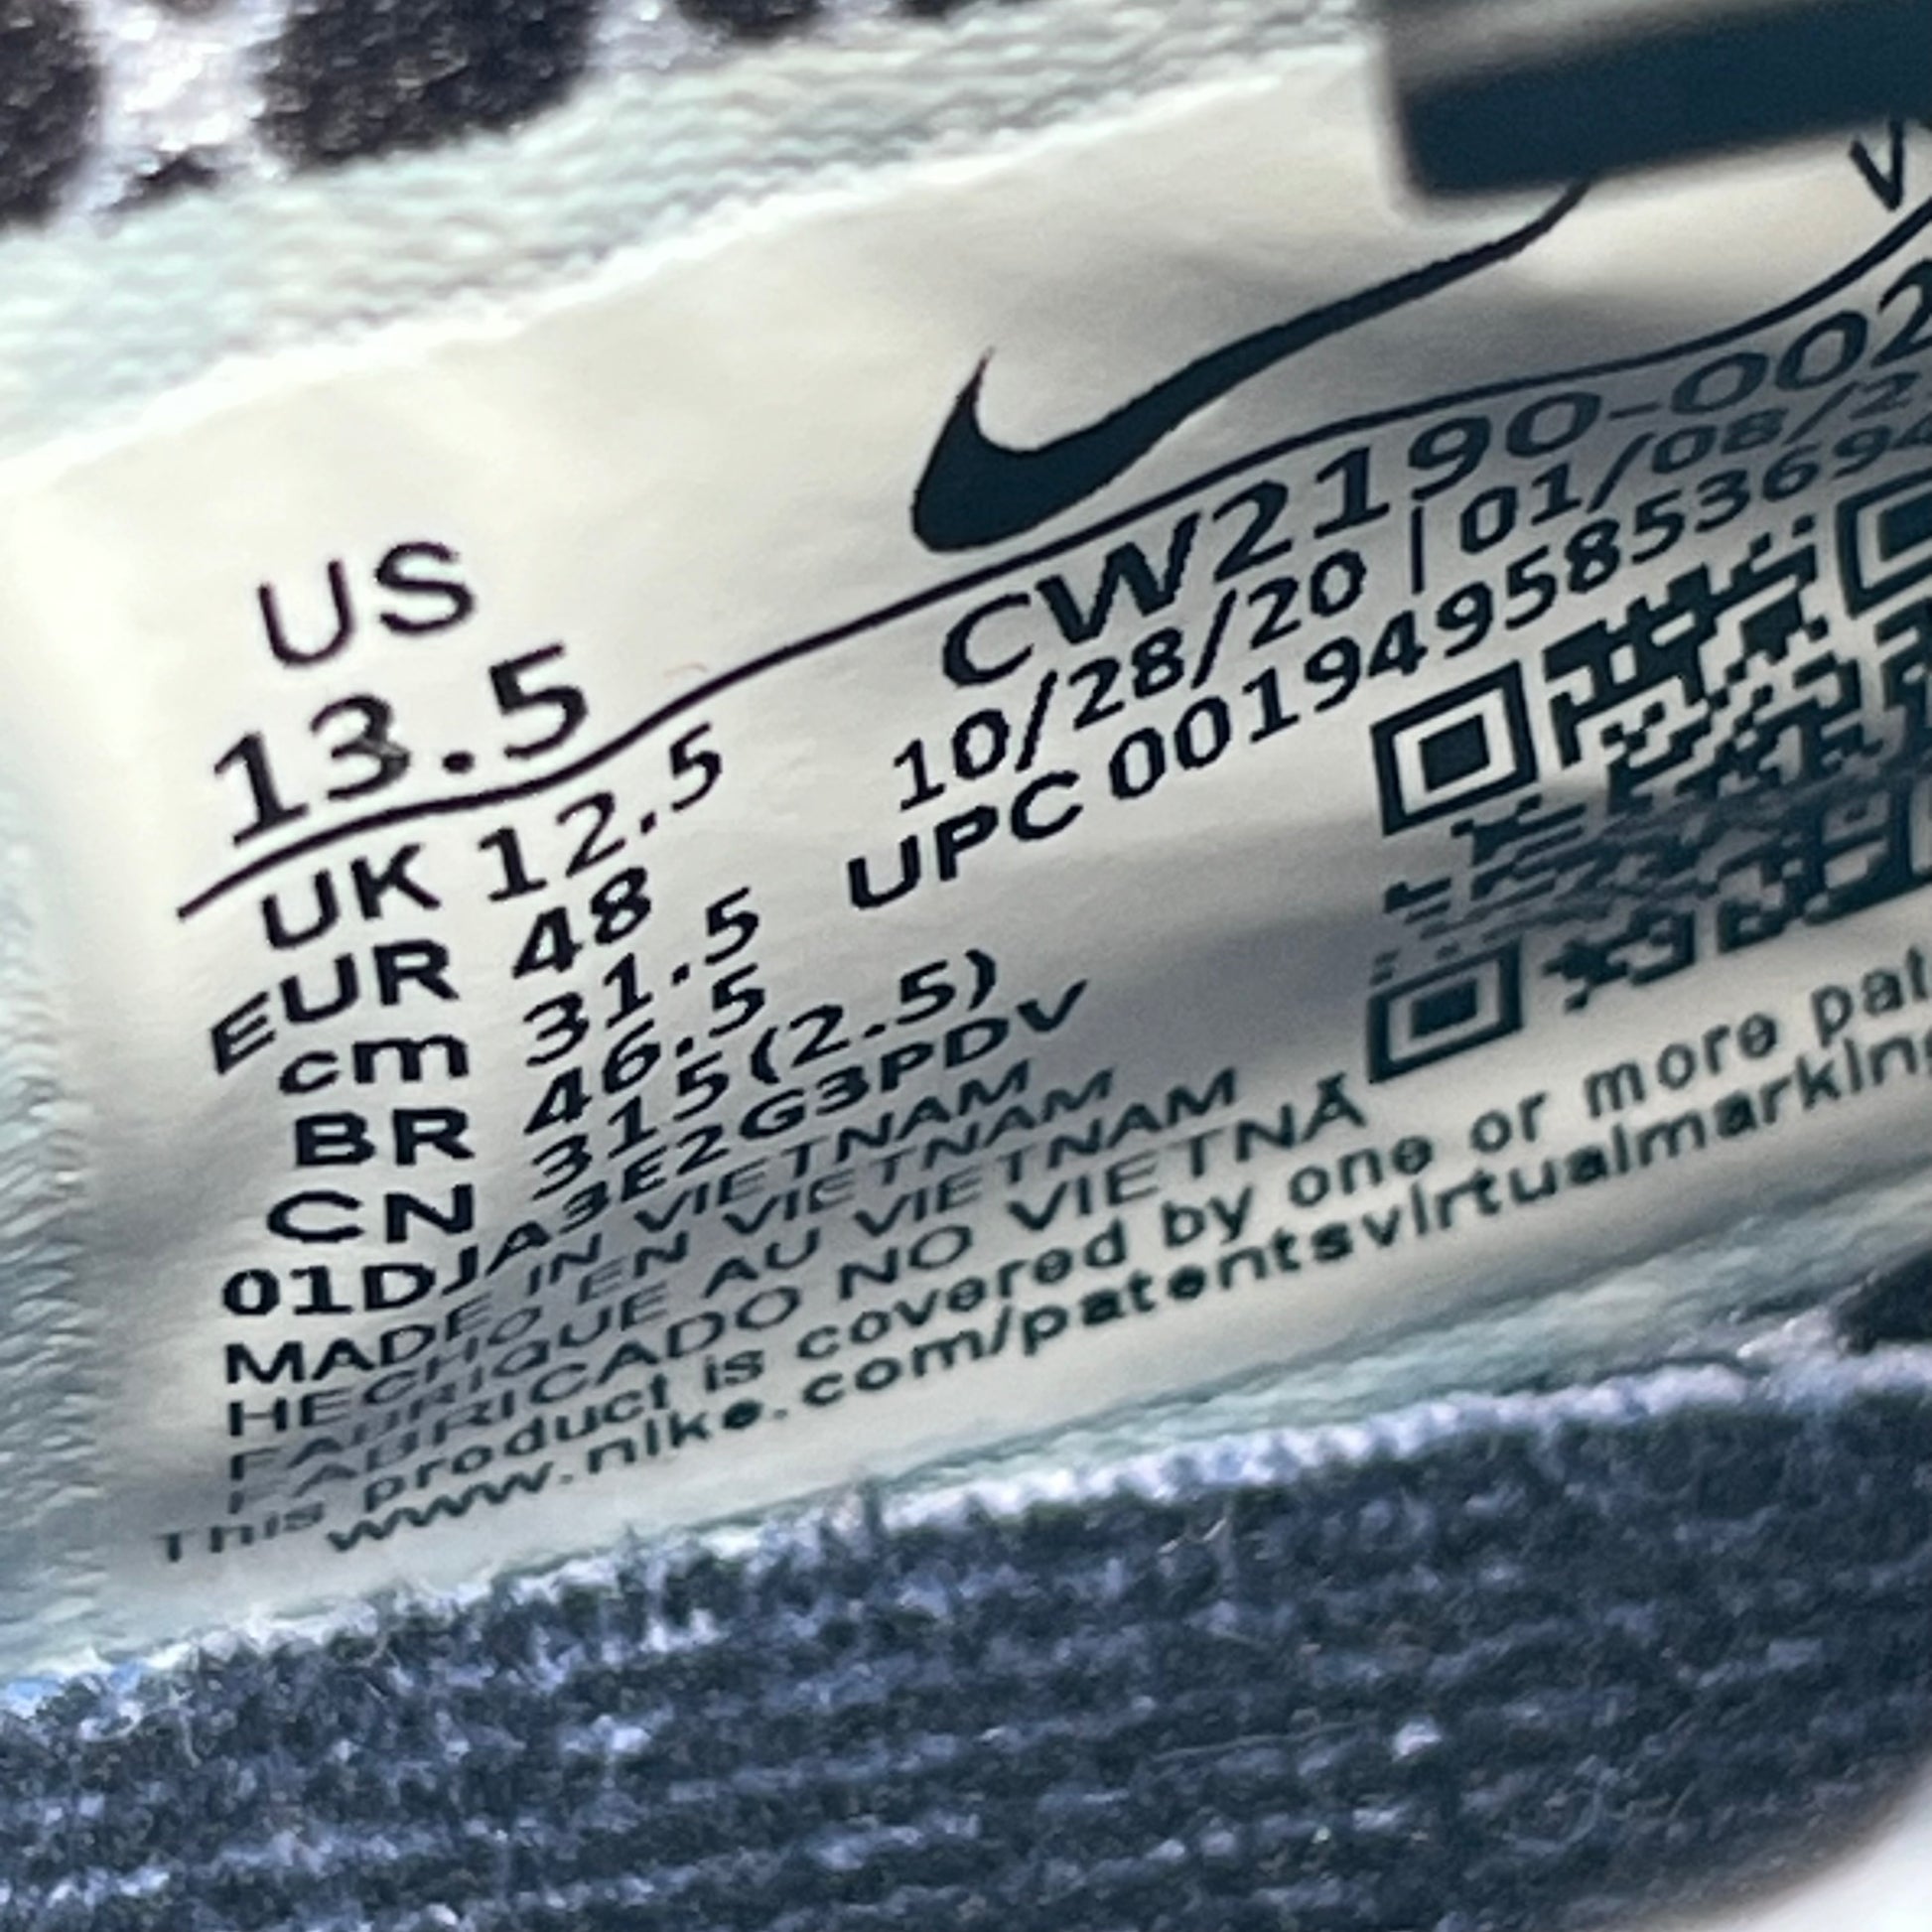 US
13.5
UK 12.5
EUR 48
cm 31.5
BR 46.5
CN 315(2.5)
CW2190-002
10/28/20 | 01/08/2
UPC 0019495853694
01DJA3E2G3PDV
MADE IN VIETNAM
HECHO EN VIETNAM
FABRIQUE AU VIETNAM
FABRICADO NO VIETNÃ
This product is covered by one or more pat
www.nike.com/patentsvirtualmarking